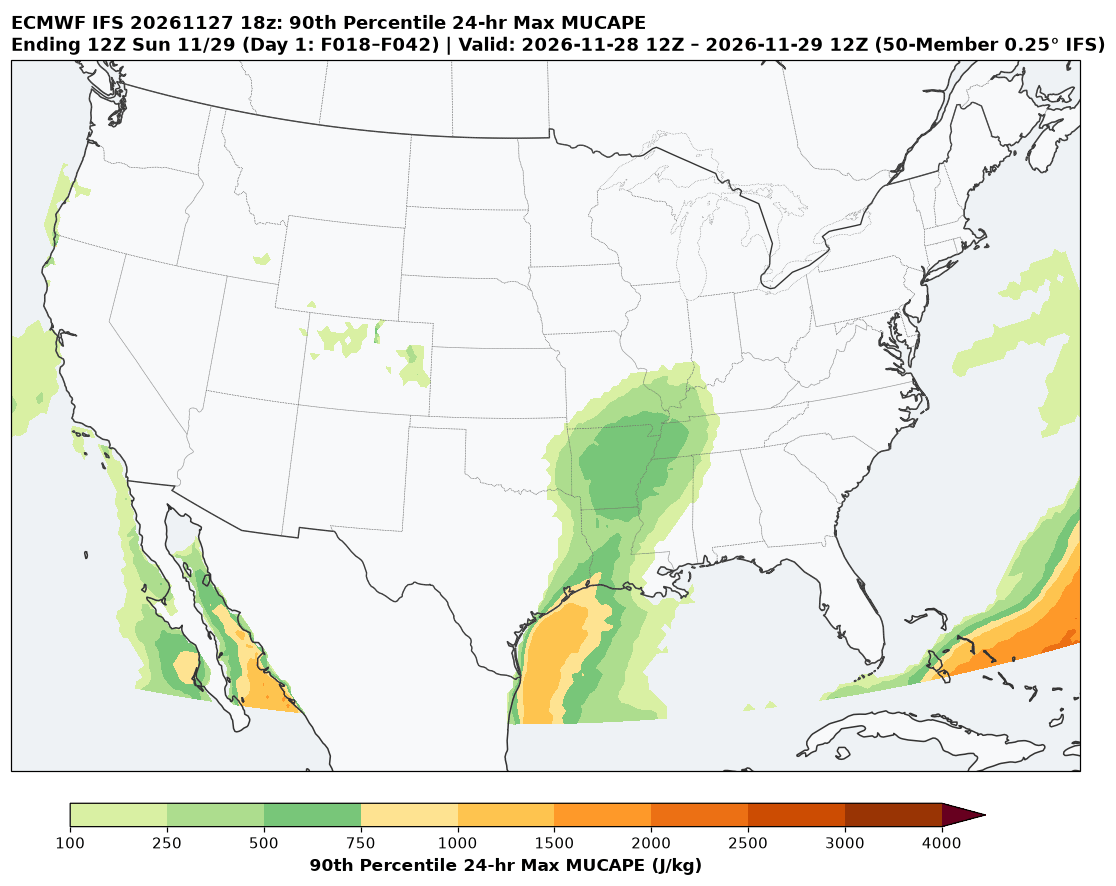 ECMWF IFS 20261127 18z: 90th Percentile 24-hr Max MUCAPE
Ending 12Z Sun 11/29 (Day 1: F018–F042) | Valid: 2026-11-28 12Z – 2026-11-29 12Z (50-Member 0.25° IFS)
100 250 500 750 1000 1500 2000 2500 3000 4000
90th Percentile 24-hr Max MUCAPE (J/kg)